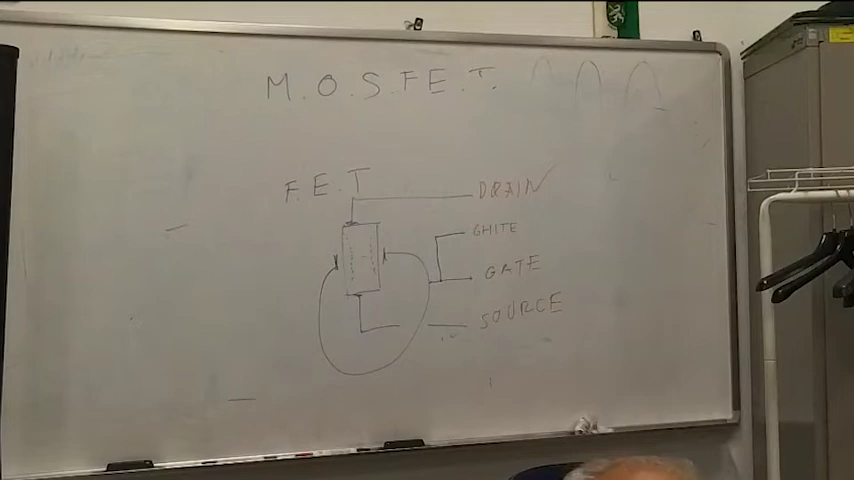 M.O.S.F.E.T.
F.E.T
DRAIN
GHITE
GATE
SOURCE